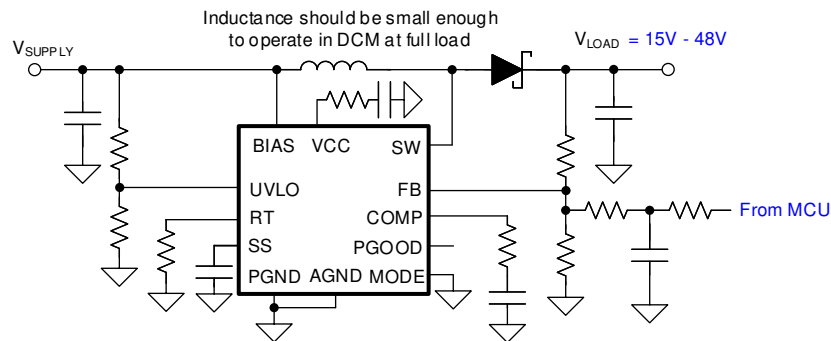 Inductance should be small enough
to operate in DCM at full load
VSUPPLY
VLOAD = 15V - 48V
BIAS VCC SW
UVLO FB
RT COMP
SS PGOOD
PGND AGND MODE
From MCU